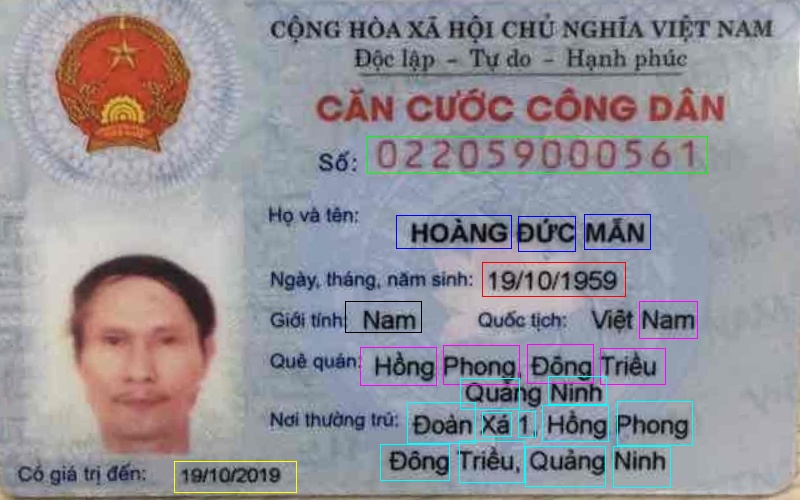 CỘNG HÒA XÃ HỘI CHỦ NGHĨA VIỆT NAM
Độc lập – Tự do – Hạnh phúc
CĂN CƯỚC CÔNG DÂN
Số: 022059000561
Họ và tên: HOÀNG ĐỨC MẪN
Ngày, tháng, năm sinh: 19/10/1959
Giới tính: Nam Quốc tịch: Việt Nam
Quê quán: Hồng Phong, Đông Triều
Quảng Ninh
Nơi thường trú: Đoàn Xá 1, Hồng Phong
Đông Triều, Quảng Ninh
Có giá trị đến: 19/10/2019